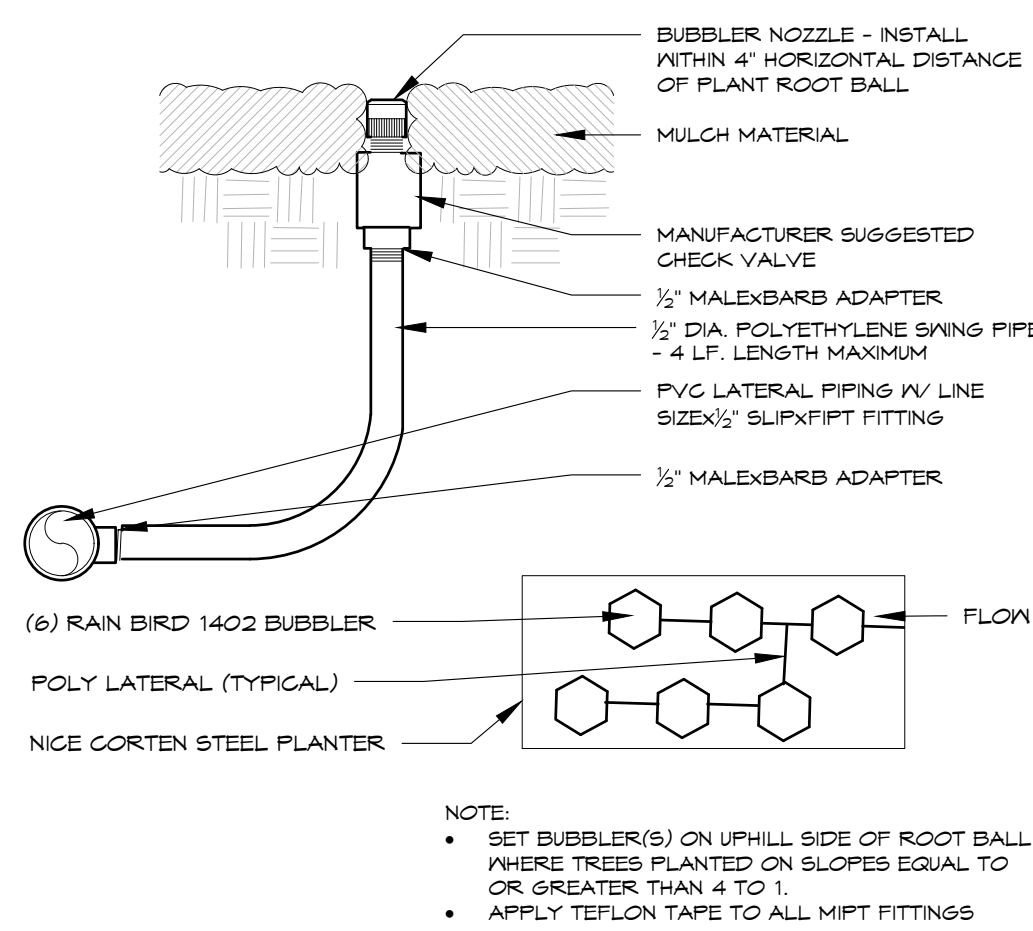 BUBBLER NOZZLE - INSTALL
WITHIN 4" HORIZONTAL DISTANCE
OF PLANT ROOT BALL
MULCH MATERIAL
MANUFACTURER SUGGESTED
CHECK VALVE
½" MALExBARB ADAPTER
½" DIA. POLYETHYLENE SWING PIPE
- 4 LF. LENGTH MAXIMUM
PVC LATERAL PIPING W/ LINE
SIZEx½" SLIPxFIPT FITTING
½" MALExBARB ADAPTER
(6) RAIN BIRD 1402 BUBBLER
FLOW
POLY LATERAL (TYPICAL)
NICE CORTEN STEEL PLANTER
NOTE:
• SET BUBBLER(S) ON UPHILL SIDE OF ROOT BALL
WHERE TREES PLANTED ON SLOPES EQUAL TO
OR GREATER THAN 4 TO 1.
• APPLY TEFLON TAPE TO ALL MIPT FITTINGS